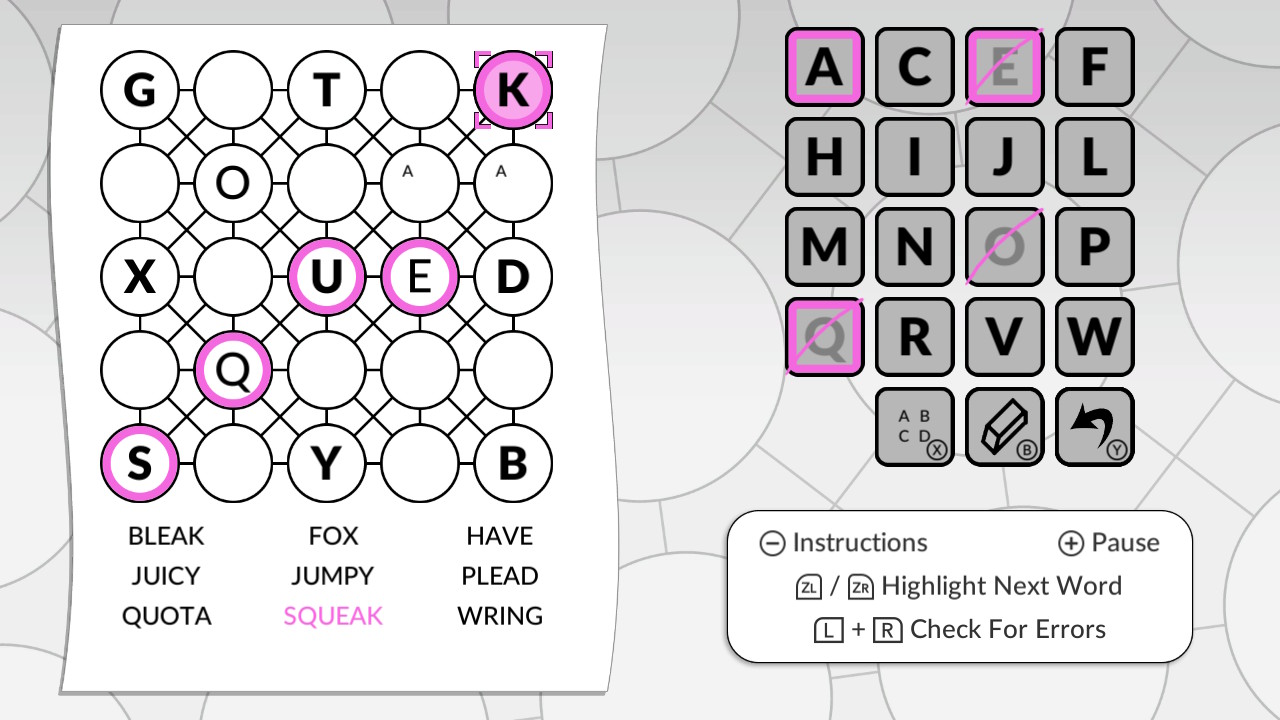 G T K
O A A
X U E D
Q
S Y B
BLEAK FOX HAVE
JUICY JUMPY PLEAD
QUOTA SQUEAK WRING
A C E F
H I J L
M N O P
Q R V W
A B
C D X B Y
Instructions Pause
ZL / ZR Highlight Next Word
L + R Check For Errors